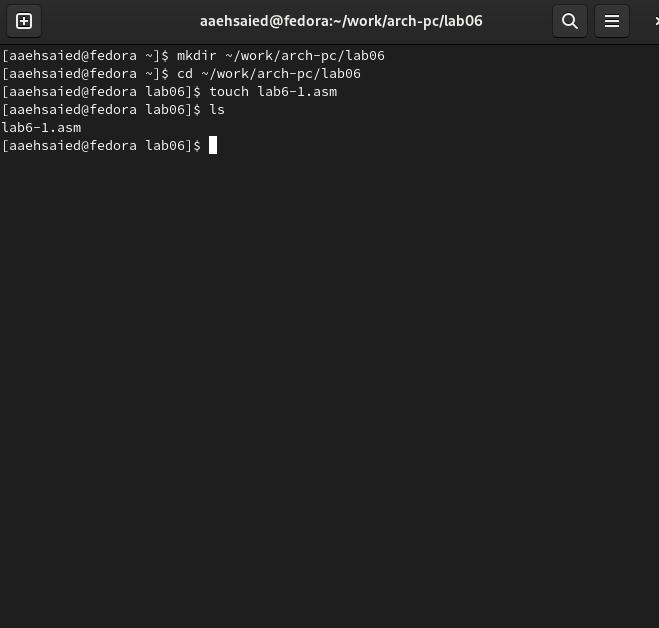 aaehsaied@fedora:~/work/arch-pc/lab06
[aaehsaied@fedora ~]$ mkdir ~/work/arch-pc/lab06
[aaehsaied@fedora ~]$ cd ~/work/arch-pc/lab06
[aaehsaied@fedora lab06]$ touch lab6-1.asm
[aaehsaied@fedora lab06]$ ls
lab6-1.asm
[aaehsaied@fedora lab06]$